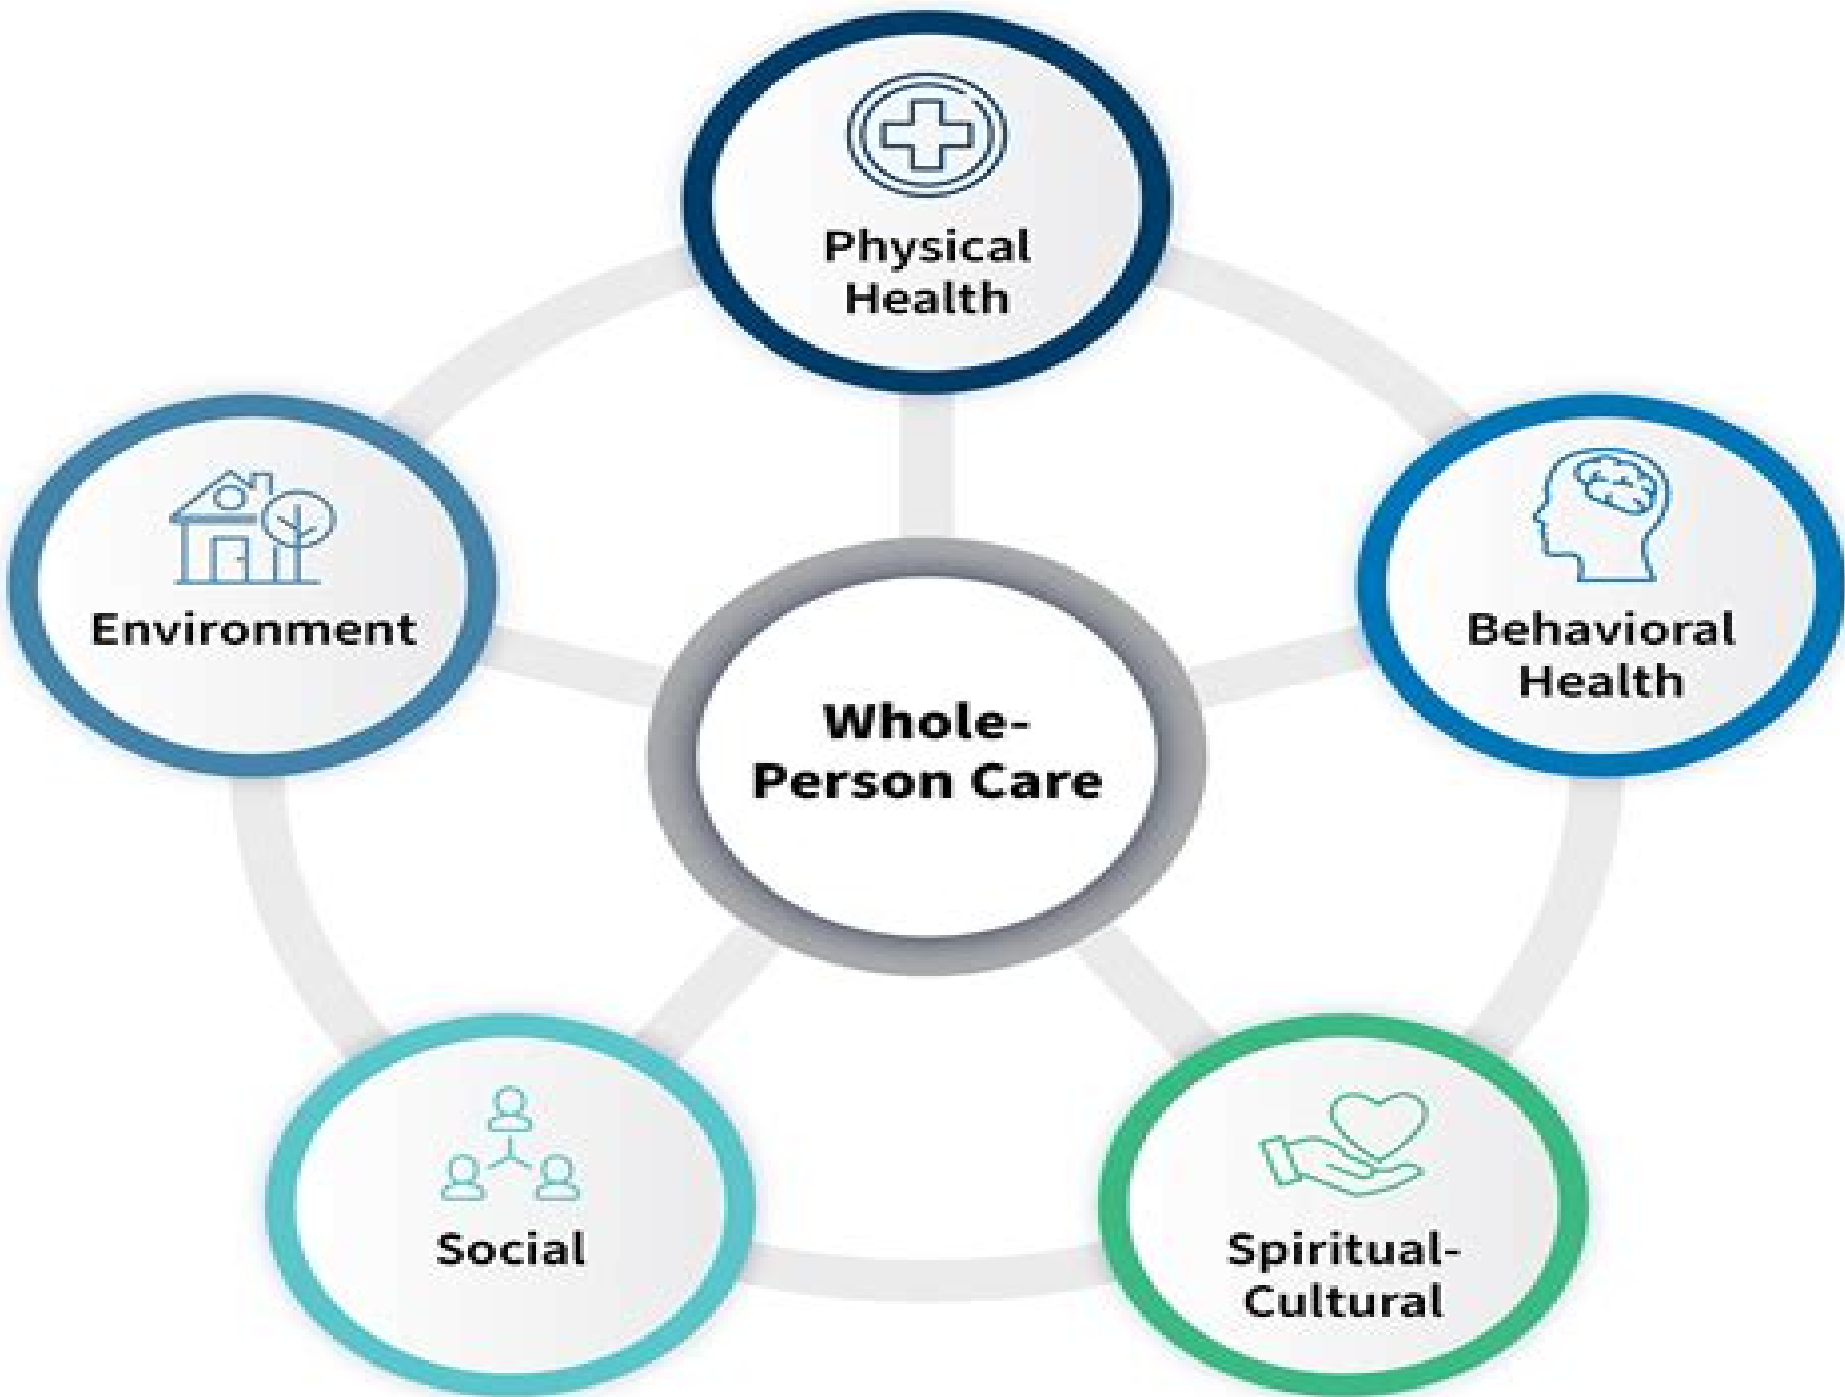 Physical
Health
Environment
Behavioral
Health
Whole-
Person Care
Social
Spiritual-
Cultural